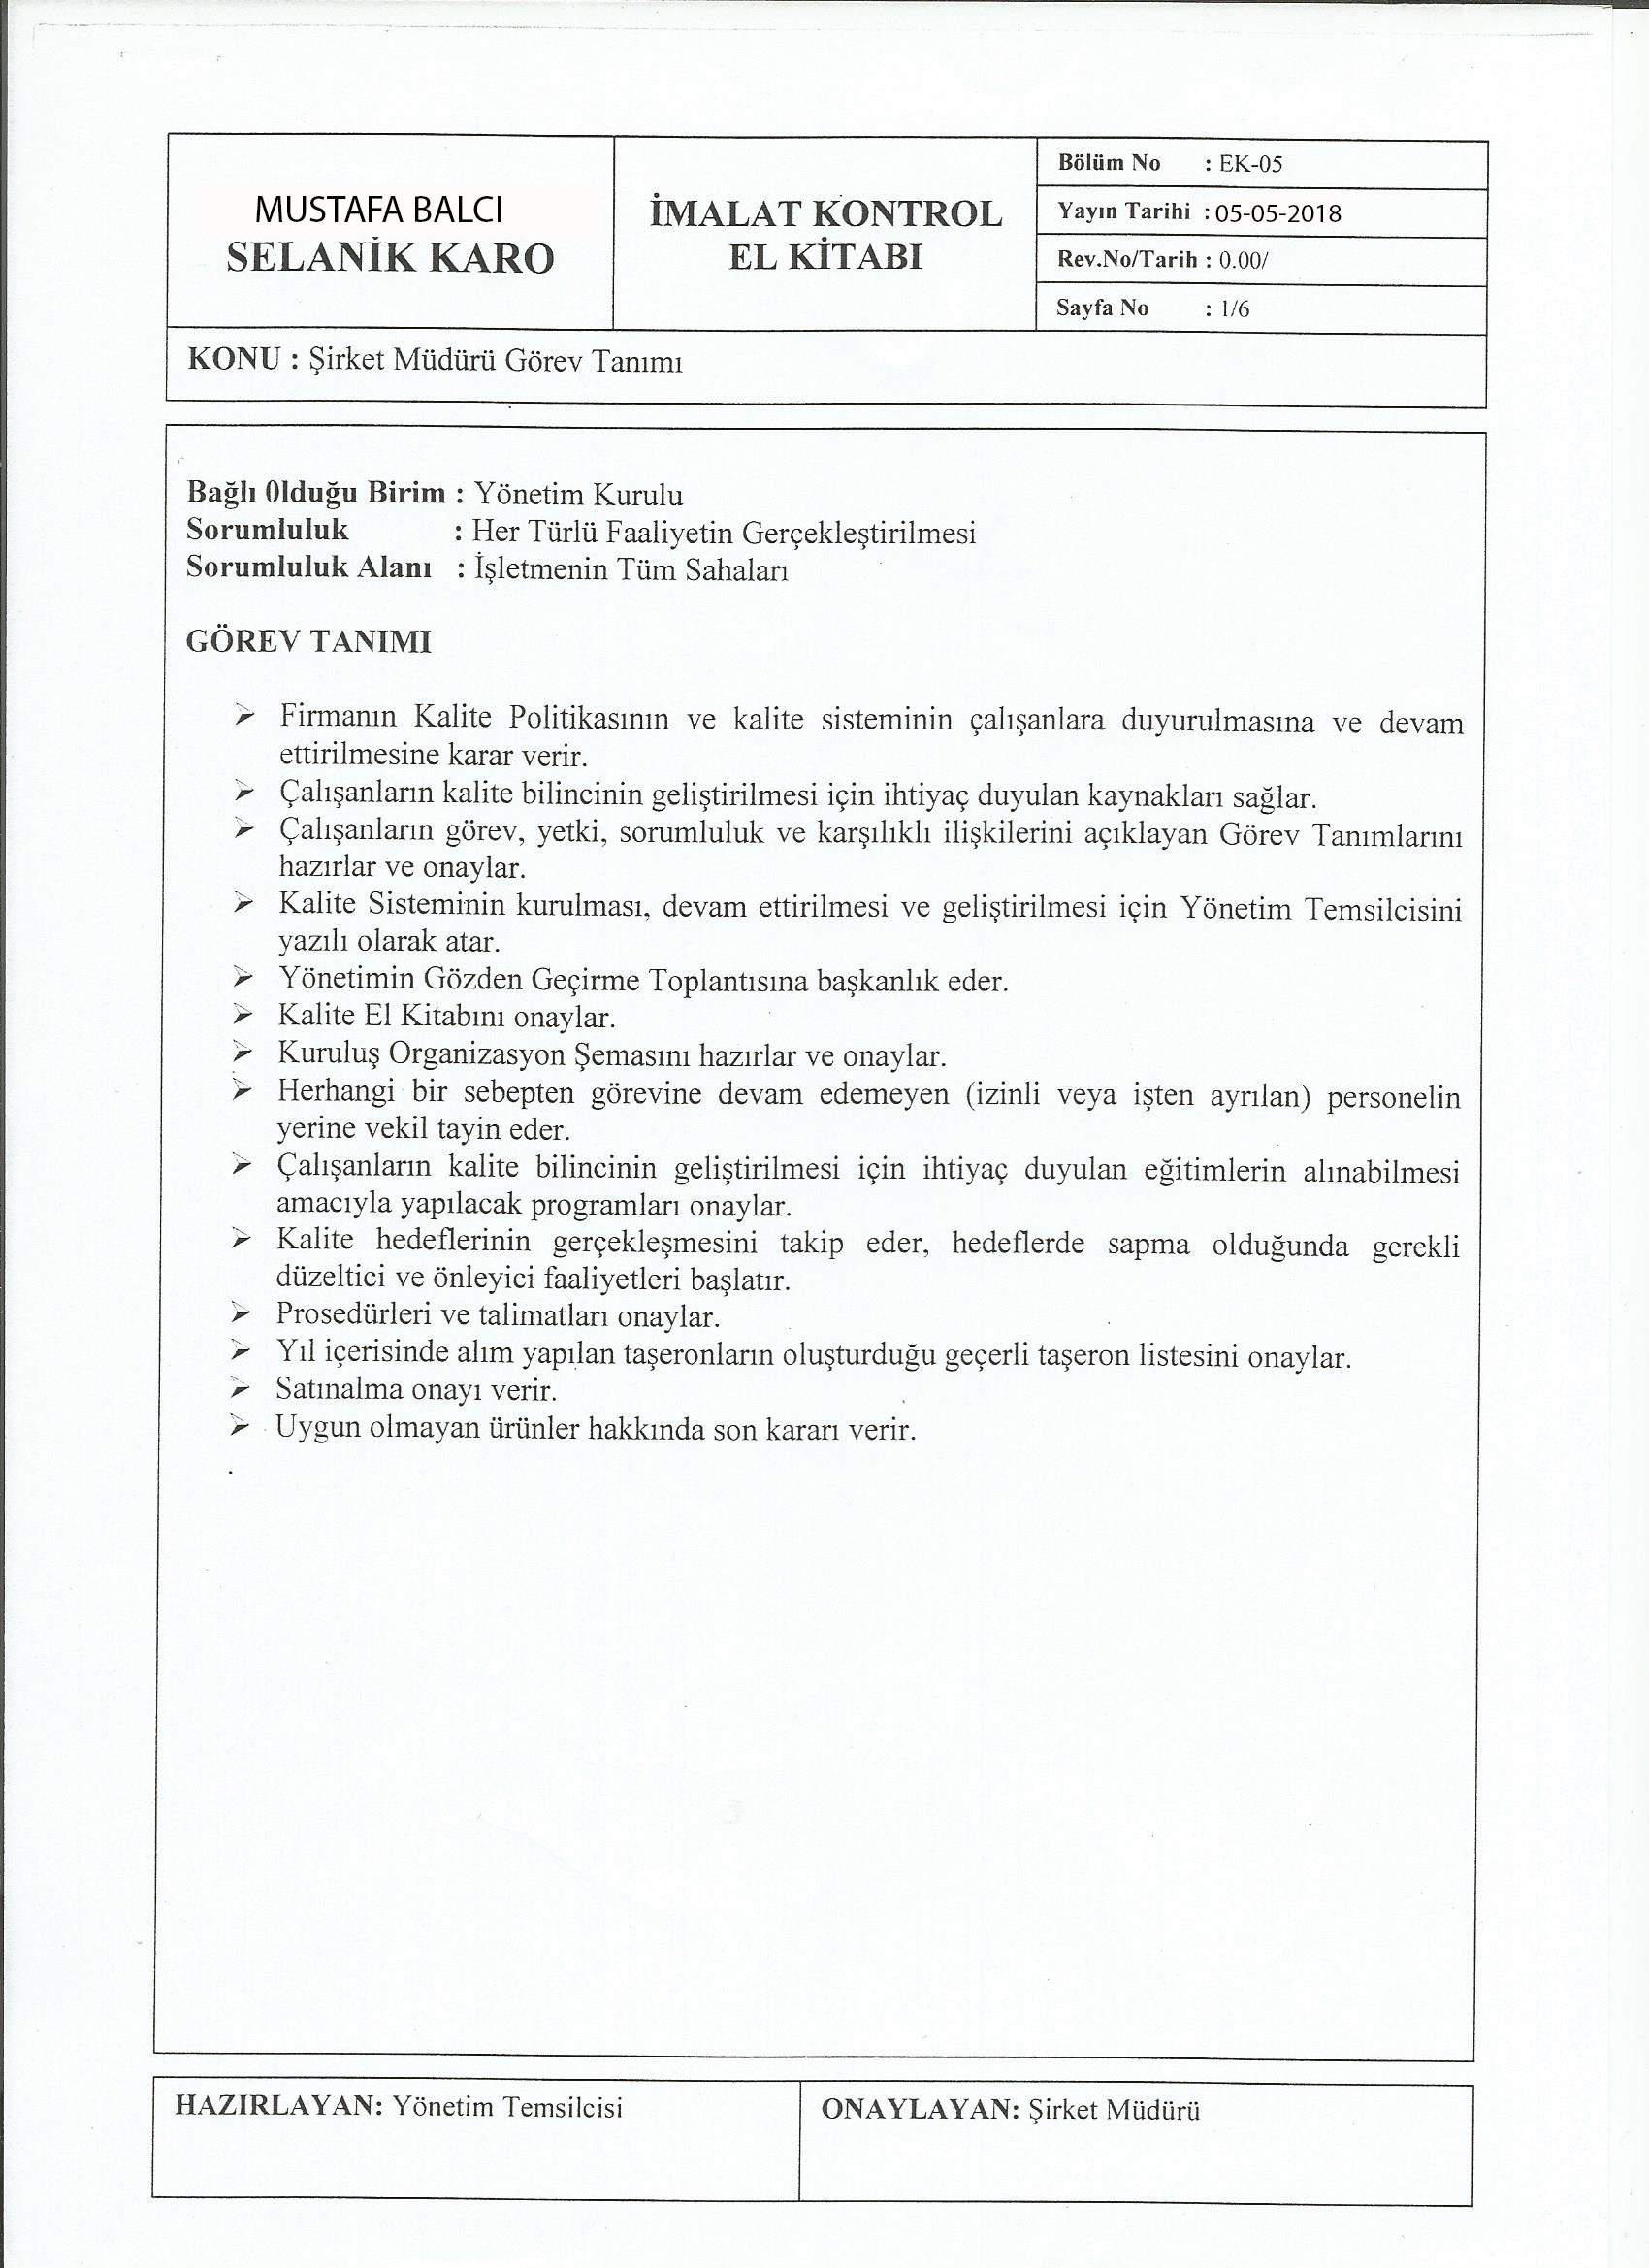 MUSTAFA BALCI
SELANİK KARO
İMALAT KONTROL
EL KİTABI
Bölüm No : EK-05
Yayın Tarihi : 05-05-2018
Rev.No/Tarih : 0.00/
Sayfa No : 1/6
KONU : Şirket Müdürü Görev Tanımı
Bağlı 0lduğu Birim : Yönetim Kurulu
Sorumluluk : Her Türlü Faaliyetin Gerçekleştirilmesi
Sorumluluk Alanı : İşletmenin Tüm Sahaları
GÖREV TANIMI
➢ Firmanın Kalite Politikasının ve kalite sisteminin çalışanlara duyurulmasına ve devam
ettirilmesine karar verir.
➢ Çalışanların kalite bilincinin geliştirilmesi için ihtiyaç duyulan kaynakları sağlar.
➢ Çalışanların görev, yetki, sorumluluk ve karşılıklı ilişkilerini açıklayan Görev Tanımlarını
hazırlar ve onaylar.
➢ Kalite Sisteminin kurulması, devam ettirilmesi ve geliştirilmesi için Yönetim Temsilcisini
yazılı olarak atar.
➢ Yönetimin Gözden Geçirme Toplantısına başkanlık eder.
➢ Kalite El Kitabını onaylar.
➢ Kuruluş Organizasyon Şemasını hazırlar ve onaylar.
➢ Herhangi bir sebepten görevine devam edemeyen (izinli veya işten ayrılan) personelin
yerine vekil tayin eder.
➢ Çalışanların kalite bilincinin geliştirilmesi için ihtiyaç duyulan eğitimlerin alınabilmesi
amacıyla yapılacak programları onaylar.
➢ Kalite hedeflerinin gerçekleşmesini takip eder, hedeflerde sapma olduğunda gerekli
düzeltici ve önleyici faaliyetleri başlatır.
➢ Prosedürleri ve talimatları onaylar.
➢ Yıl içerisinde alım yapılan taşeronların oluşturduğu geçerli taşeron listesini onaylar.
➢ Satınalma onayı verir.
➢ Uygun olmayan ürünler hakkında son kararı verir.
HAZIRLAYAN: Yönetim Temsilcisi
ONAYLAYAN: Şirket Müdürü